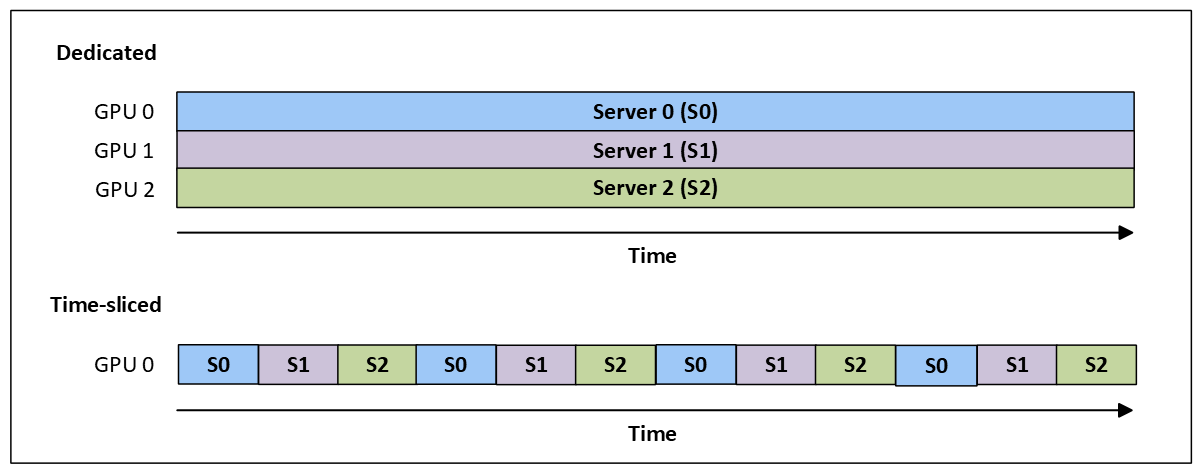 Dedicated
GPU 0 Server 0 (S0)
GPU 1 Server 1 (S1)
GPU 2 Server 2 (S2)
Time
Time-sliced
GPU 0 S0 S1 S2 S0 S1 S2 S0 S1 S2 S0 S1 S2
Time